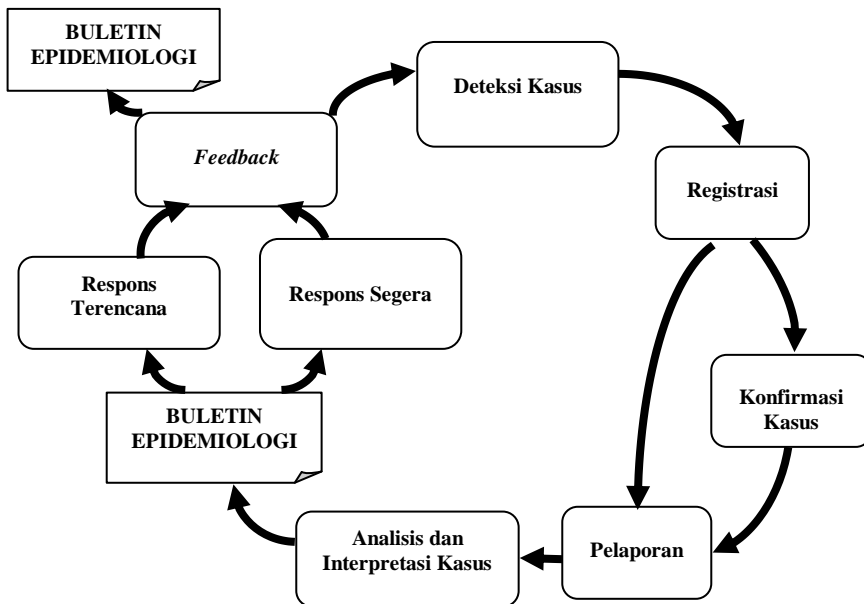 BULETIN
EPIDEMIOLOGI
Deteksi Kasus
Feedback
Registrasi
Respons
Terencana
Respons Segera
Konfirmasi
Kasus
BULETIN
EPIDEMIOLOGI
Analisis dan
Interpretasi Kasus
Pelaporan